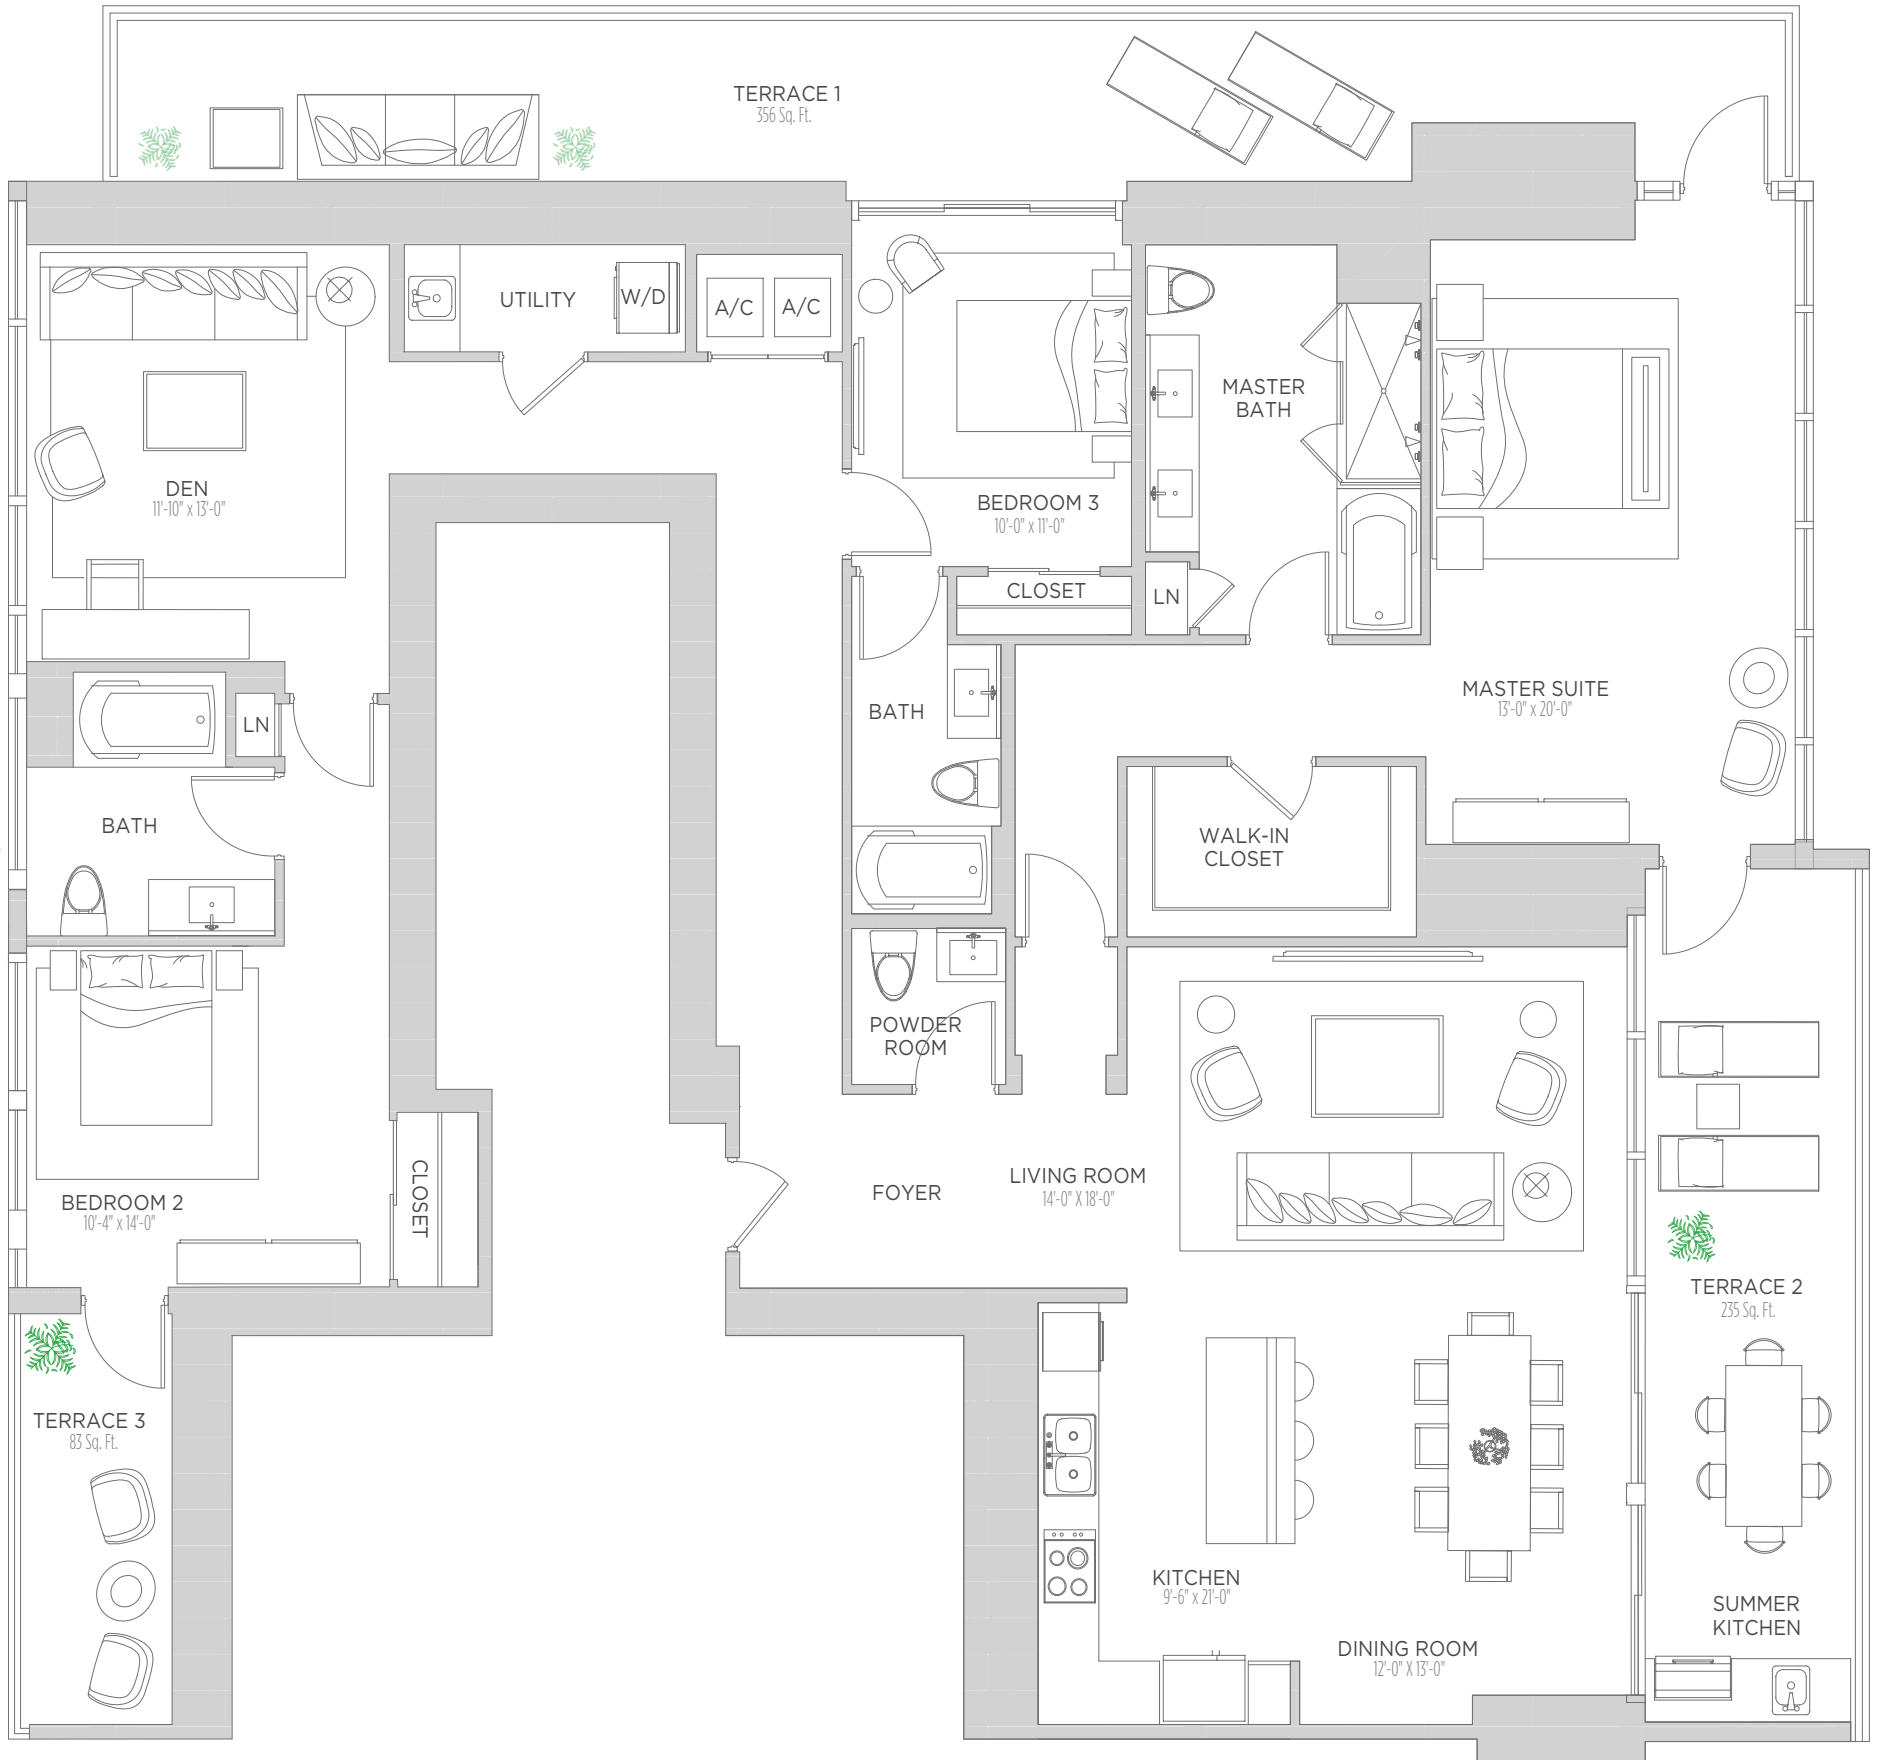 TERRACE 1
356 Sq. Ft.
UTILITY
W/D
A/C
A/C
MASTER
BATH
DEN
11'-10" x 13'-0"
BEDROOM 3
10'-0" x 11'-0"
CLOSET
LN
MASTER SUITE
13'-0" x 20'-0"
BATH
LN
BATH
WALK-IN
CLOSET
POWDER
ROOM
LIVING ROOM
14'-0" X 18'-0"
FOYER
CLOSET
BEDROOM 2
10'-4" x 14'-0"
TERRACE 2
235 Sq. Ft.
TERRACE 3
83 Sq. Ft.
KITCHEN
9'-6" x 21'-0"
SUMMER
KITCHEN
DINING ROOM
12'-0" X 13'-0"